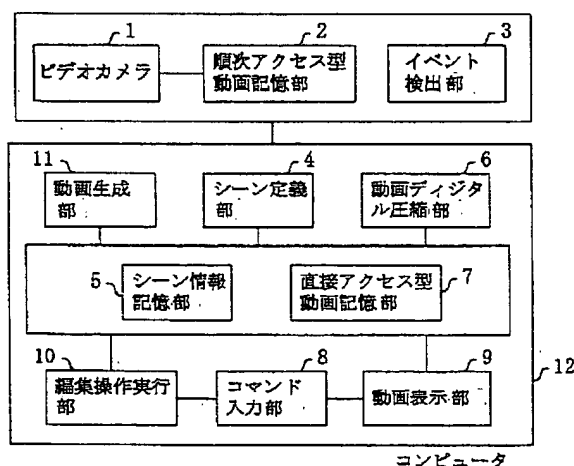 1
ビデオカメラ
2
順次アクセス型
動画記憶部
3
イベント
検出部
11
動画生成
部
4
シーン定義
部
6
動画ディジタ
ル圧縮部
5
シーン情報
記憶部
直接アクセス型
動画記憶部
7
10
編集操作実行
部
8
コマンド
入力部
9
動画表示部
12
コンピュータ